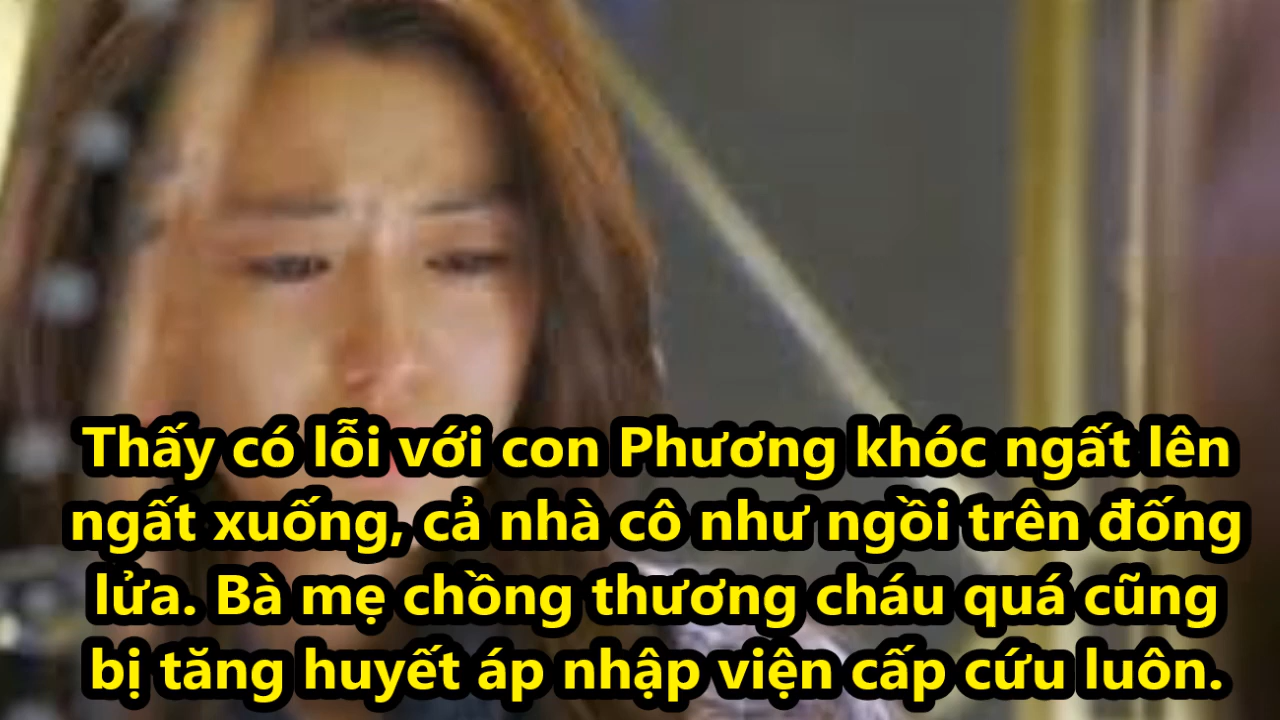 Thấy có lỗi với con Phương khóc ngất lên
ngất xuống, cả nhà cô như ngồi trên đống
lửa. Bà mẹ chồng thương cháu quá cũng
bị tăng huyết áp nhập viện cấp cứu luôn.